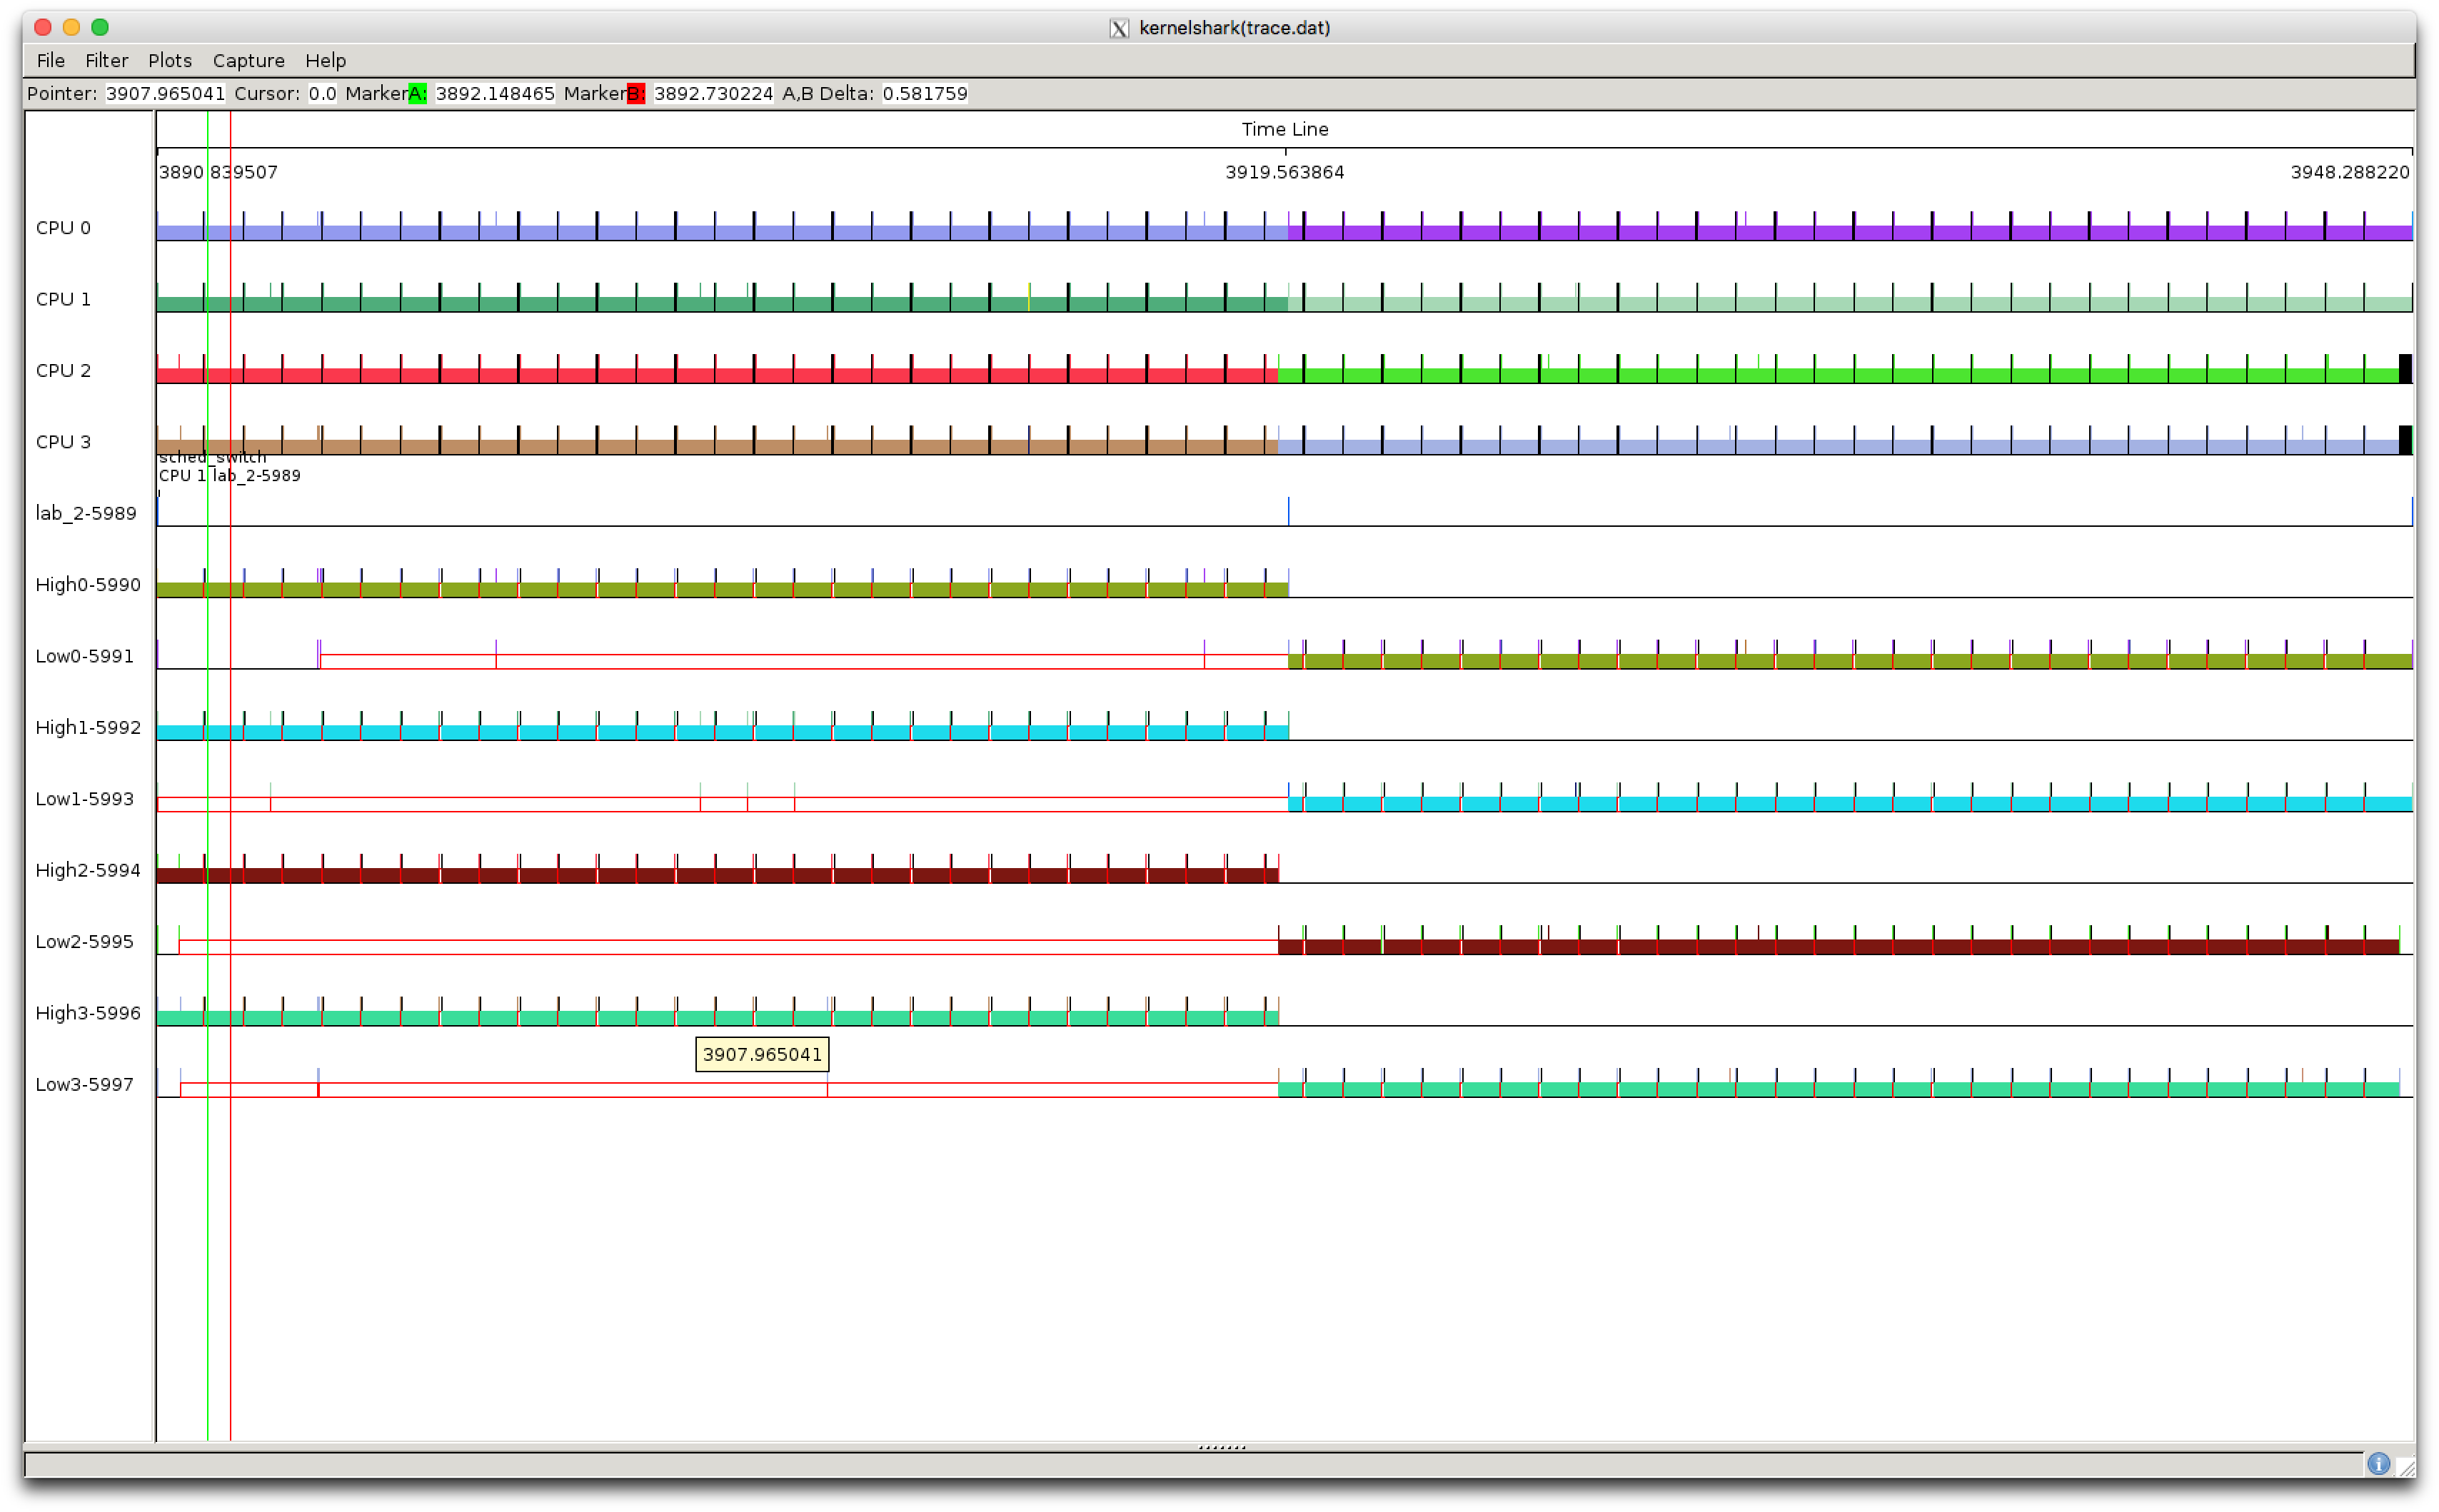 kernelshark(trace.dat)
File Filter Plots Capture Help
Pointer: 3907.965041 Cursor: 0.0 MarkerA: 3892.148465 MarkerB: 3892.730224 A,B Delta: 0.581759
Time Line
3890.839507 3919.563864 3948.288220
CPU 0
CPU 1
CPU 2
CPU 3
sched_switch
CPU 1 lab_2-5989
lab_2-5989
High0-5990
Low0-5991
High1-5992
Low1-5993
High2-5994
Low2-5995
High3-5996
3907.965041
Low3-5997